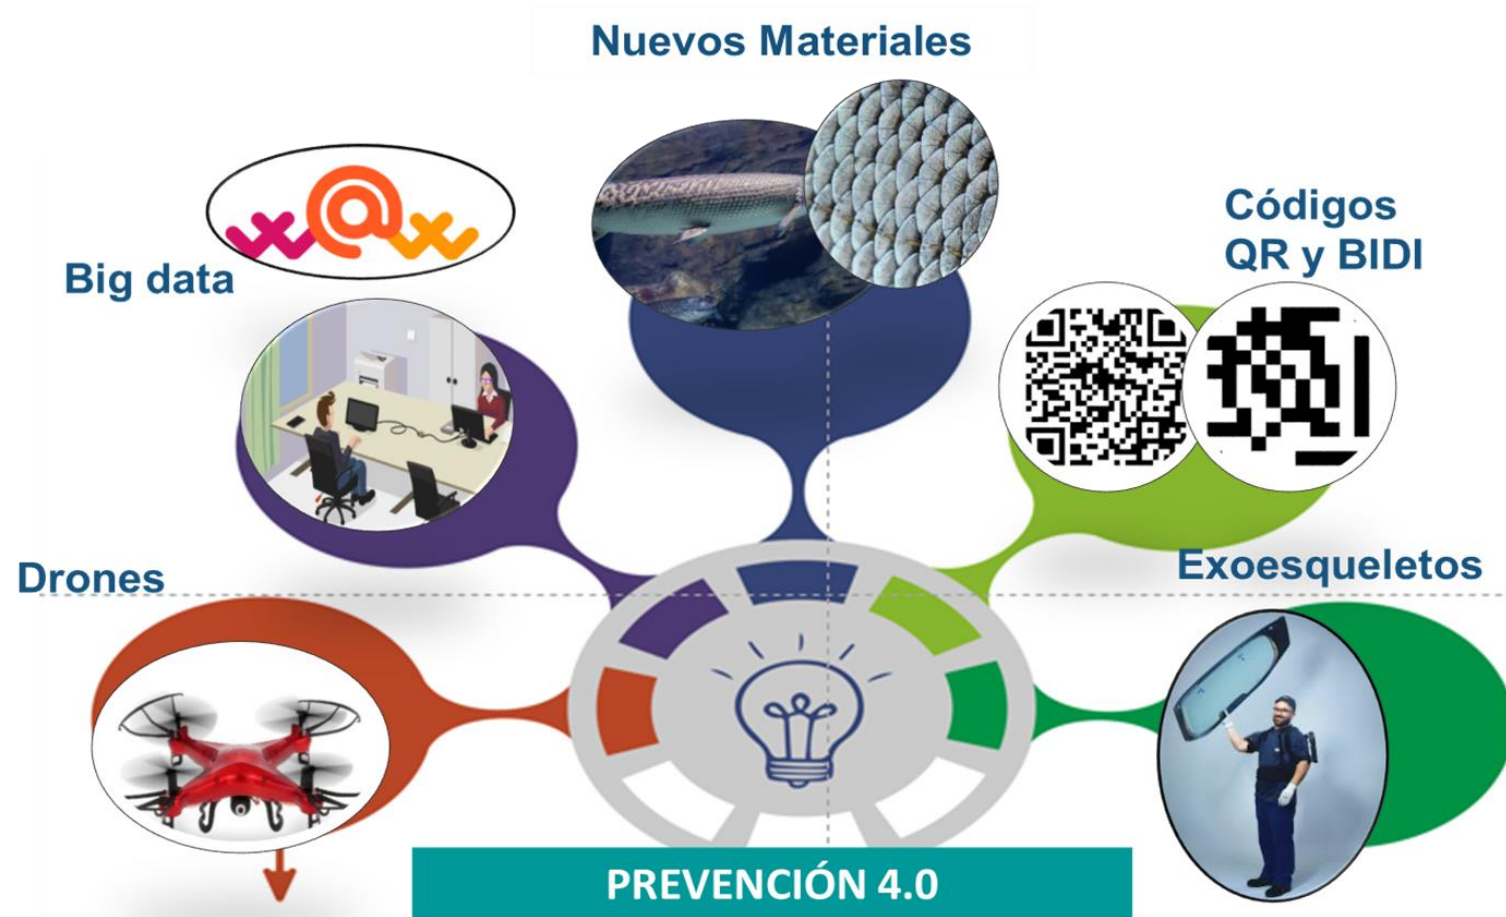 Nuevos Materiales
Códigos
QR y BIDI
Big data
Drones
Exoesqueletos
PREVENCIÓN 4.0